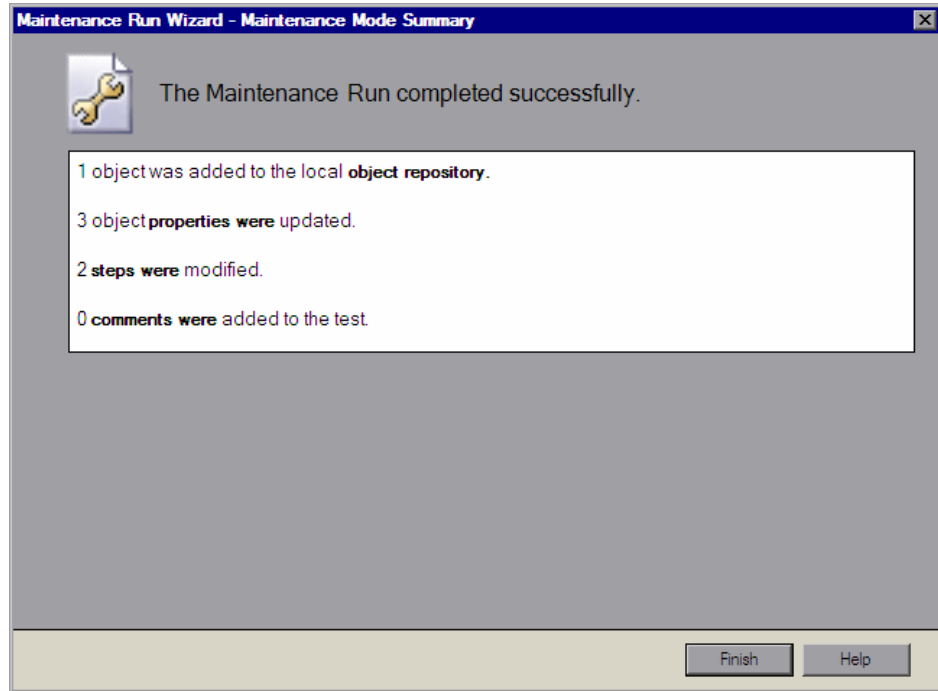 Maintenance Run Wizard - Maintenance Mode Summary
The Maintenance Run completed successfully.
1 object was added to the local object repository.
3 object properties were updated.
2 steps were modified.
0 comments were added to the test.
Finish Help